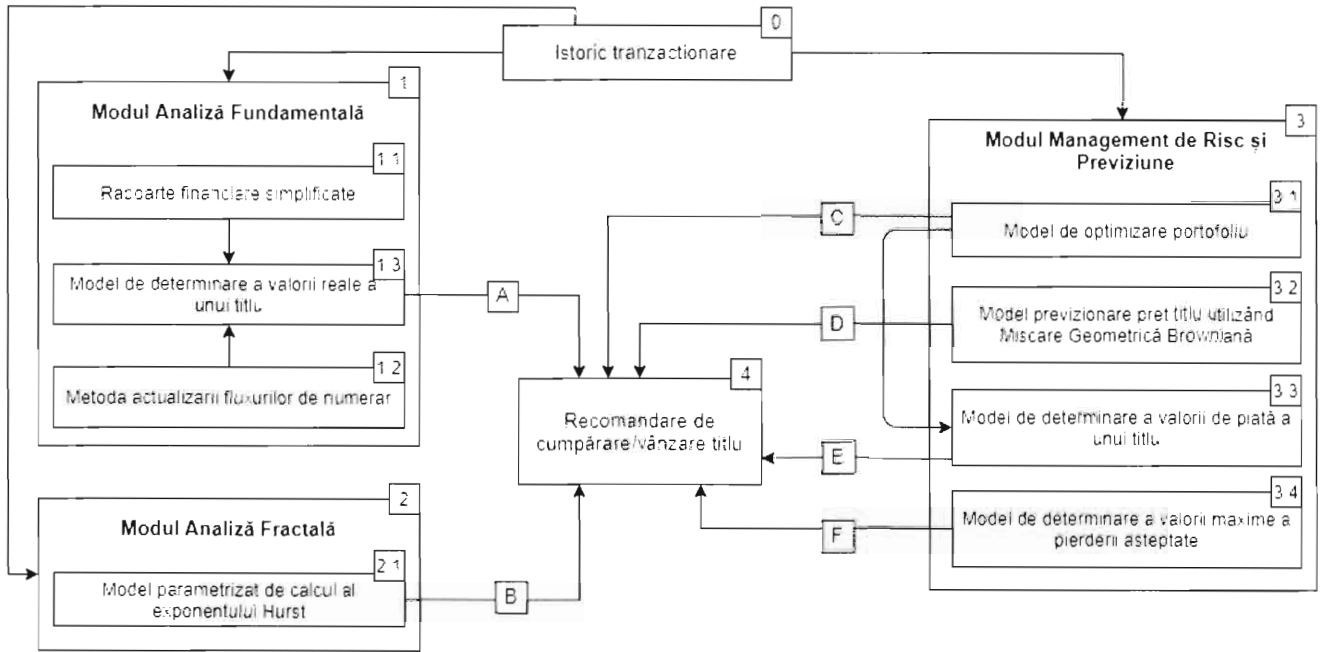 0
Istoric tranzactionare
1
Modul Analiză Fundamentală
1.1
Rapoarte financiare simplificate
1.3
Model de determinare a valorii reale a
unui titlu
1.2
Metoda actualizarii fluxurilor de numerar
2
Modul Analiză Fractală
2.1
Model parametrizat de calcul al
exponentului Hurst
A
B
C
D
E
F
4
Recomandare de
cumpărare/vânzare titlu
3
Modul Management de Risc și
Previziune
3.1
Model de optimizare portofoliu
3.2
Model previzionare pret titlu utilizând
Miscare Geometrică Browniană
3.3
Model de determinare a valorii de piată a
unui titlu
3.4
Model de determinare a valorii maxime a
pierderii asteptate